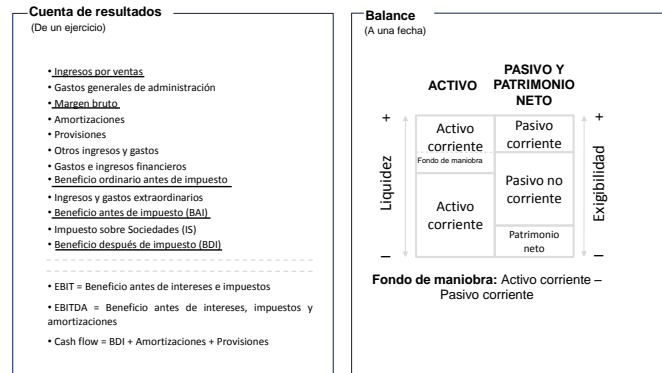 Cuenta de resultados
(De un ejercicio)
• Ingresos por ventas
• Gastos generales de administración
• Margen bruto
• Amortizaciones
• Provisiones
• Otros ingresos y gastos
• Gastos e ingresos financieros
• Beneficio ordinario antes de impuesto
• Ingresos y gastos extraordinarios
• Beneficio antes de impuesto (BAI)
• Impuesto sobre Sociedades (IS)
• Beneficio después de impuesto (BDI)
• EBIT = Beneficio antes de intereses e impuestos
• EBITDA = Beneficio antes de intereses, impuestos y
amortizaciones
• Cash flow = BDI + Amortizaciones + Provisiones
Balance
(A una fecha)
ACTIVO
PASIVO Y
PATRIMONIO
NETO
+
Liquidez
–
Activo
corriente
Fondo de maniobra
Activo
corriente
Pasivo
corriente
Pasivo no
corriente
Patrimonio
neto
+
Exigibilidad
–
Fondo de maniobra: Activo corriente –
Pasivo corriente